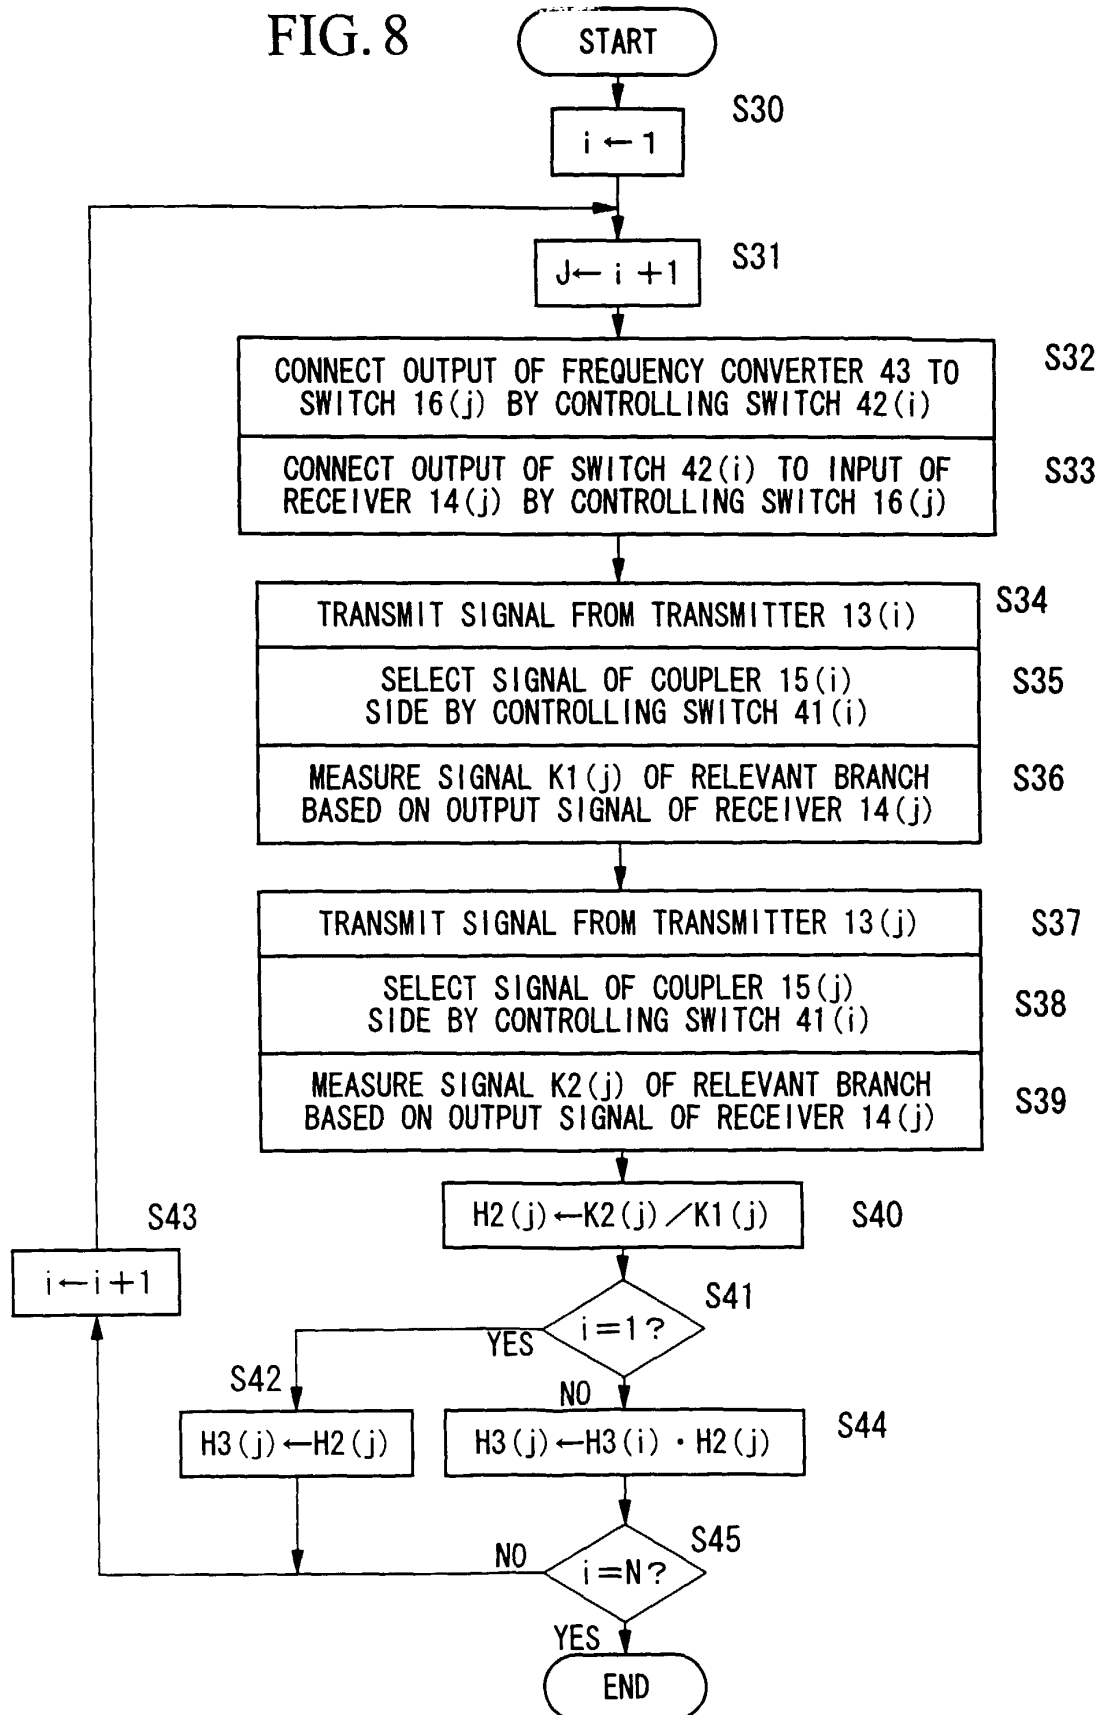 FIG. 8
START
S30
i ← 1
S31
J ← i + 1
S32
CONNECT OUTPUT OF FREQUENCY CONVERTER 43 TO
SWITCH 16(j) BY CONTROLLING SWITCH 42(i)
S33
CONNECT OUTPUT OF SWITCH 42(i) TO INPUT OF
RECEIVER 14(j) BY CONTROLLING SWITCH 16(j)
S34
TRANSMIT SIGNAL FROM TRANSMITTER 13(i)
S35
SELECT SIGNAL OF COUPLER 15(i)
SIDE BY CONTROLLING SWITCH 41(i)
S36
MEASURE SIGNAL K1(j) OF RELEVANT BRANCH
BASED ON OUTPUT SIGNAL OF RECEIVER 14(j)
S37
TRANSMIT SIGNAL FROM TRANSMITTER 13(j)
S38
SELECT SIGNAL OF COUPLER 15(j)
SIDE BY CONTROLLING SWITCH 41(i)
S39
MEASURE SIGNAL K2(j) OF RELEVANT BRANCH
BASED ON OUTPUT SIGNAL OF RECEIVER 14(j)
H2(j)←K2(j)/K1(j)
S40
S43
i←i+1
S41
i=1?
YES
NO
S42
H3(j)←H2(j)
H3(j)←H3(i)・H2(j)
S44
S45
i=N?
NO
YES
END